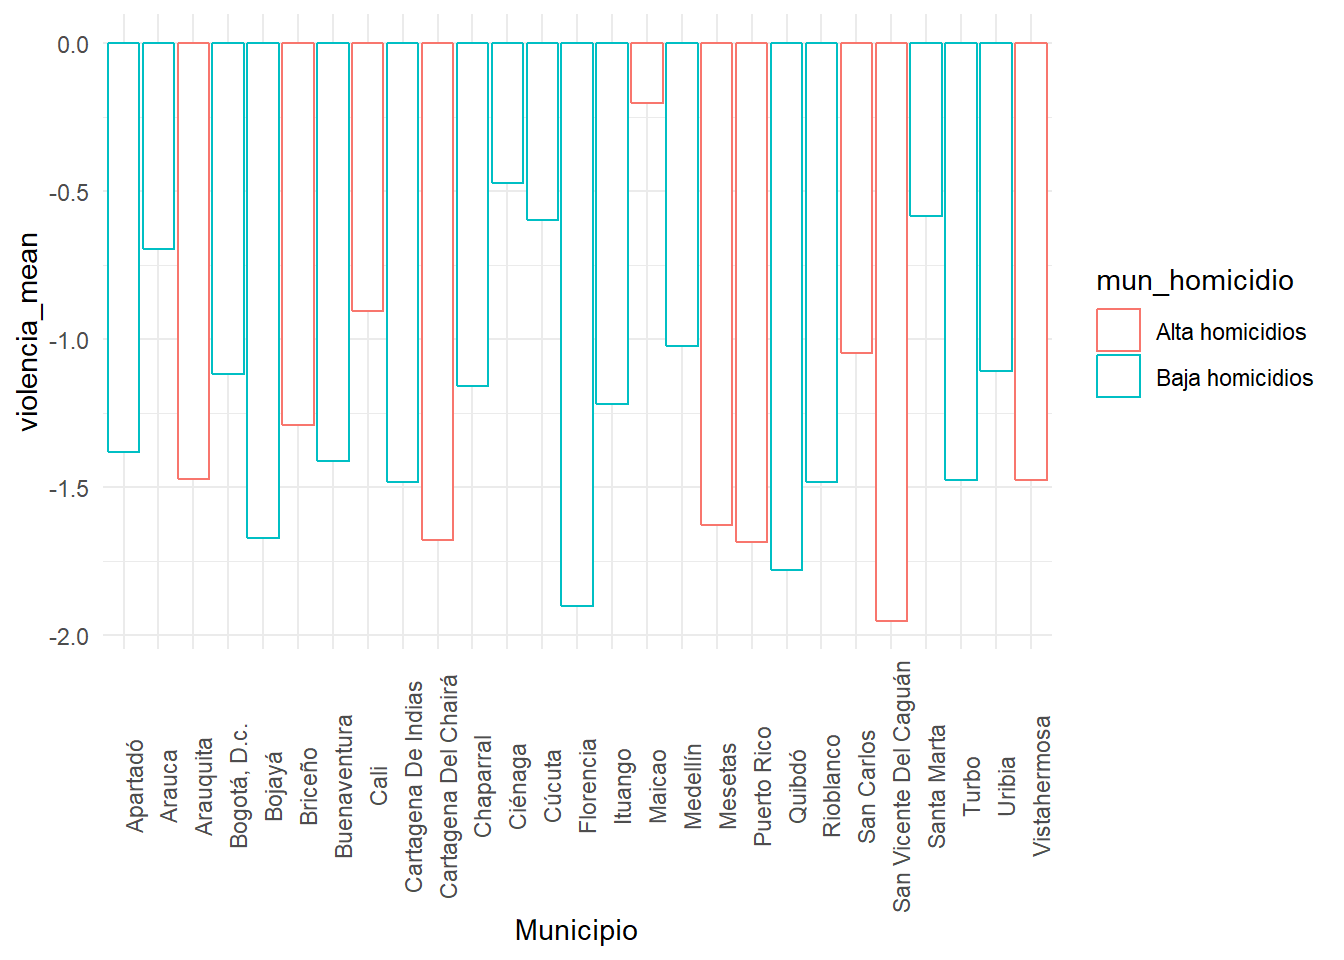 violencia_mean
0.0
-0.5
-1.0
-1.5
-2.0
Apartadó
Arauca
Arauquita
Bogotá, D.c.
Bojayá
Briceño
Buenaventura
Cali
Cartagena De Indias
Cartagena Del Chairá
Chaparral
Ciénaga
Cúcuta
Florencia
Ituango
Maicao
Medellín
Mesetas
Puerto Rico
Quibdó
Rioblanco
San Carlos
San Vicente Del Caguán
Santa Marta
Turbo
Uribia
Vistahermosa
Municipio
mun_homicidio
Alta homicidios
Baja homicidios